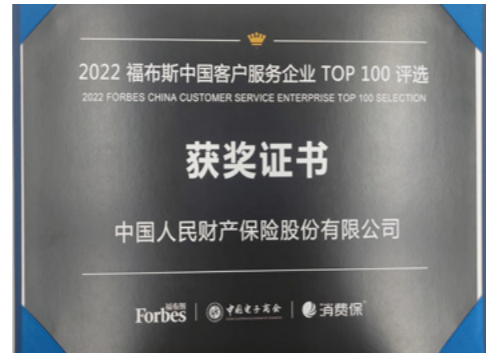 2022 福布斯中国客户服务企业 TOP 100 评选
2022 FORBES CHINA CUSTOMER SERVICE ENTERPRISE TOP 100 SELECTION
获奖证书
中国人民财产保险股份有限公司
福布斯
Forbes
中国电子商会
消费保